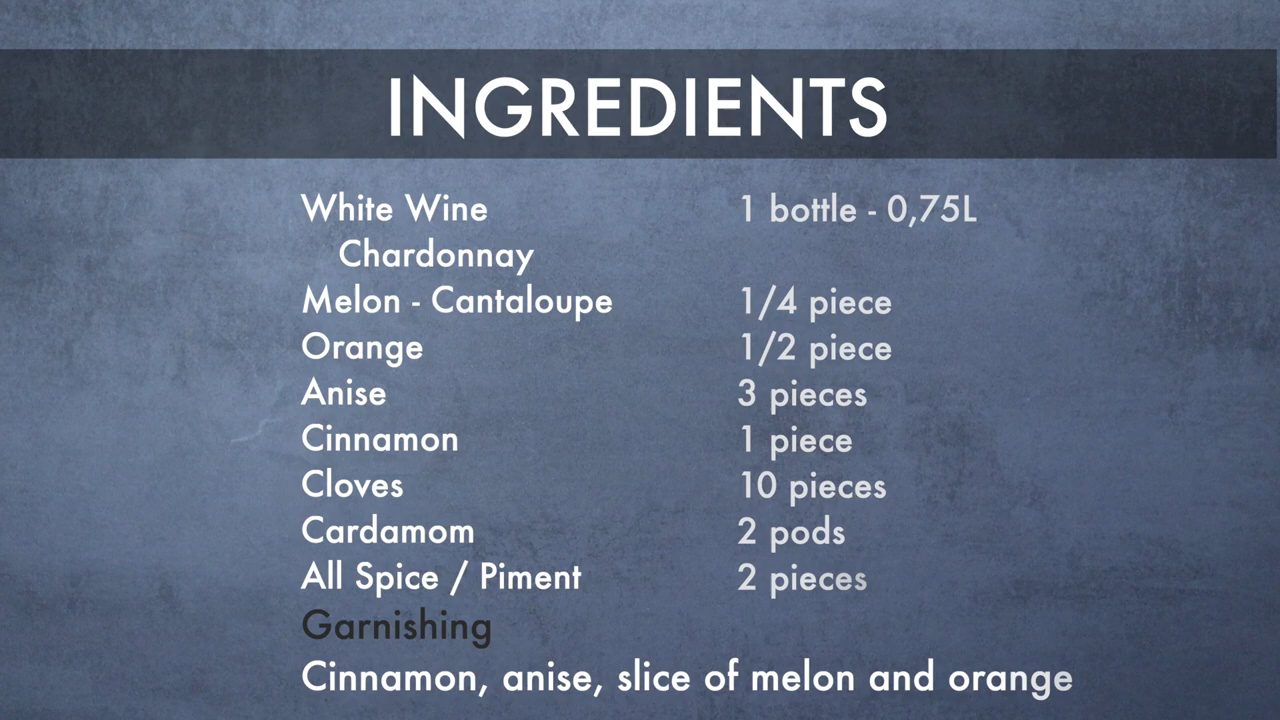 INGREDIENTS
White Wine 1 bottle - 0,75L
Chardonnay
Melon - Cantaloupe 1/4 piece
Orange 1/2 piece
Anise 3 pieces
Cinnamon 1 piece
Cloves 10 pieces
Cardamom 2 pods
All Spice / Piment 2 pieces
Garnishing
Cinnamon, anise, slice of melon and orange